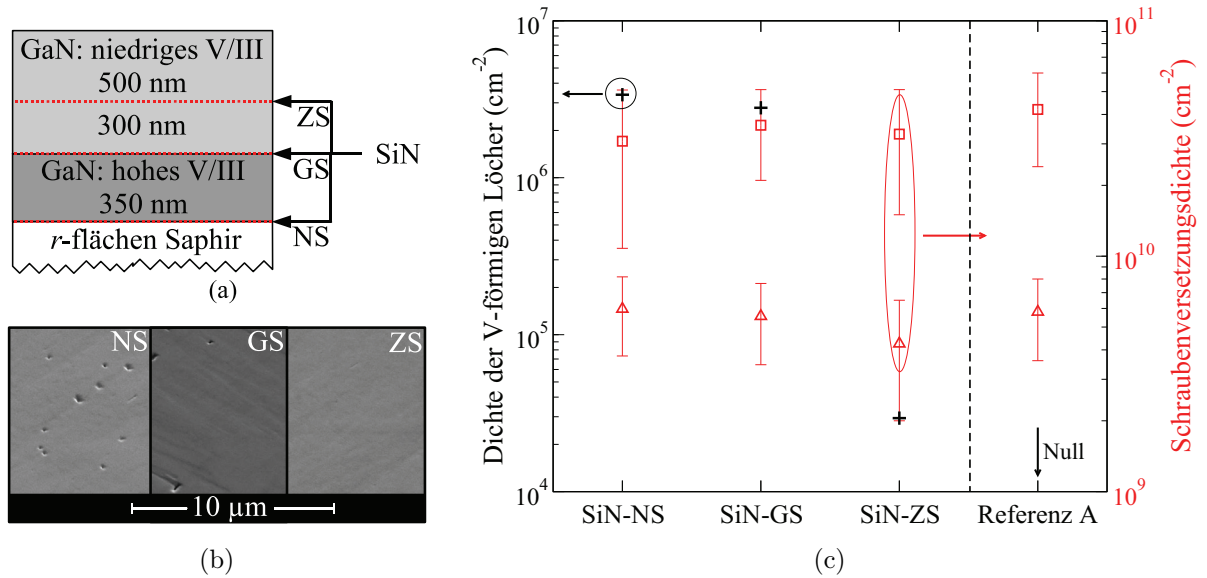 (a)
GaN: niedriges V/III
500 nm
300 nm
GaN: hohes V/III
350 nm
r-flächen Saphir
ZS
GS
NS
SiN
NS
GS
ZS
10 µm
(b)
Dichte der V-förmigen Löcher (cm-2)
10^7
10^6
10^5
10^4
Schraubenversetzungsdichte (cm-2)
10^11
10^10
10^9
Null
SiN-NS
SiN-GS
SiN-ZS
Referenz A
(c)